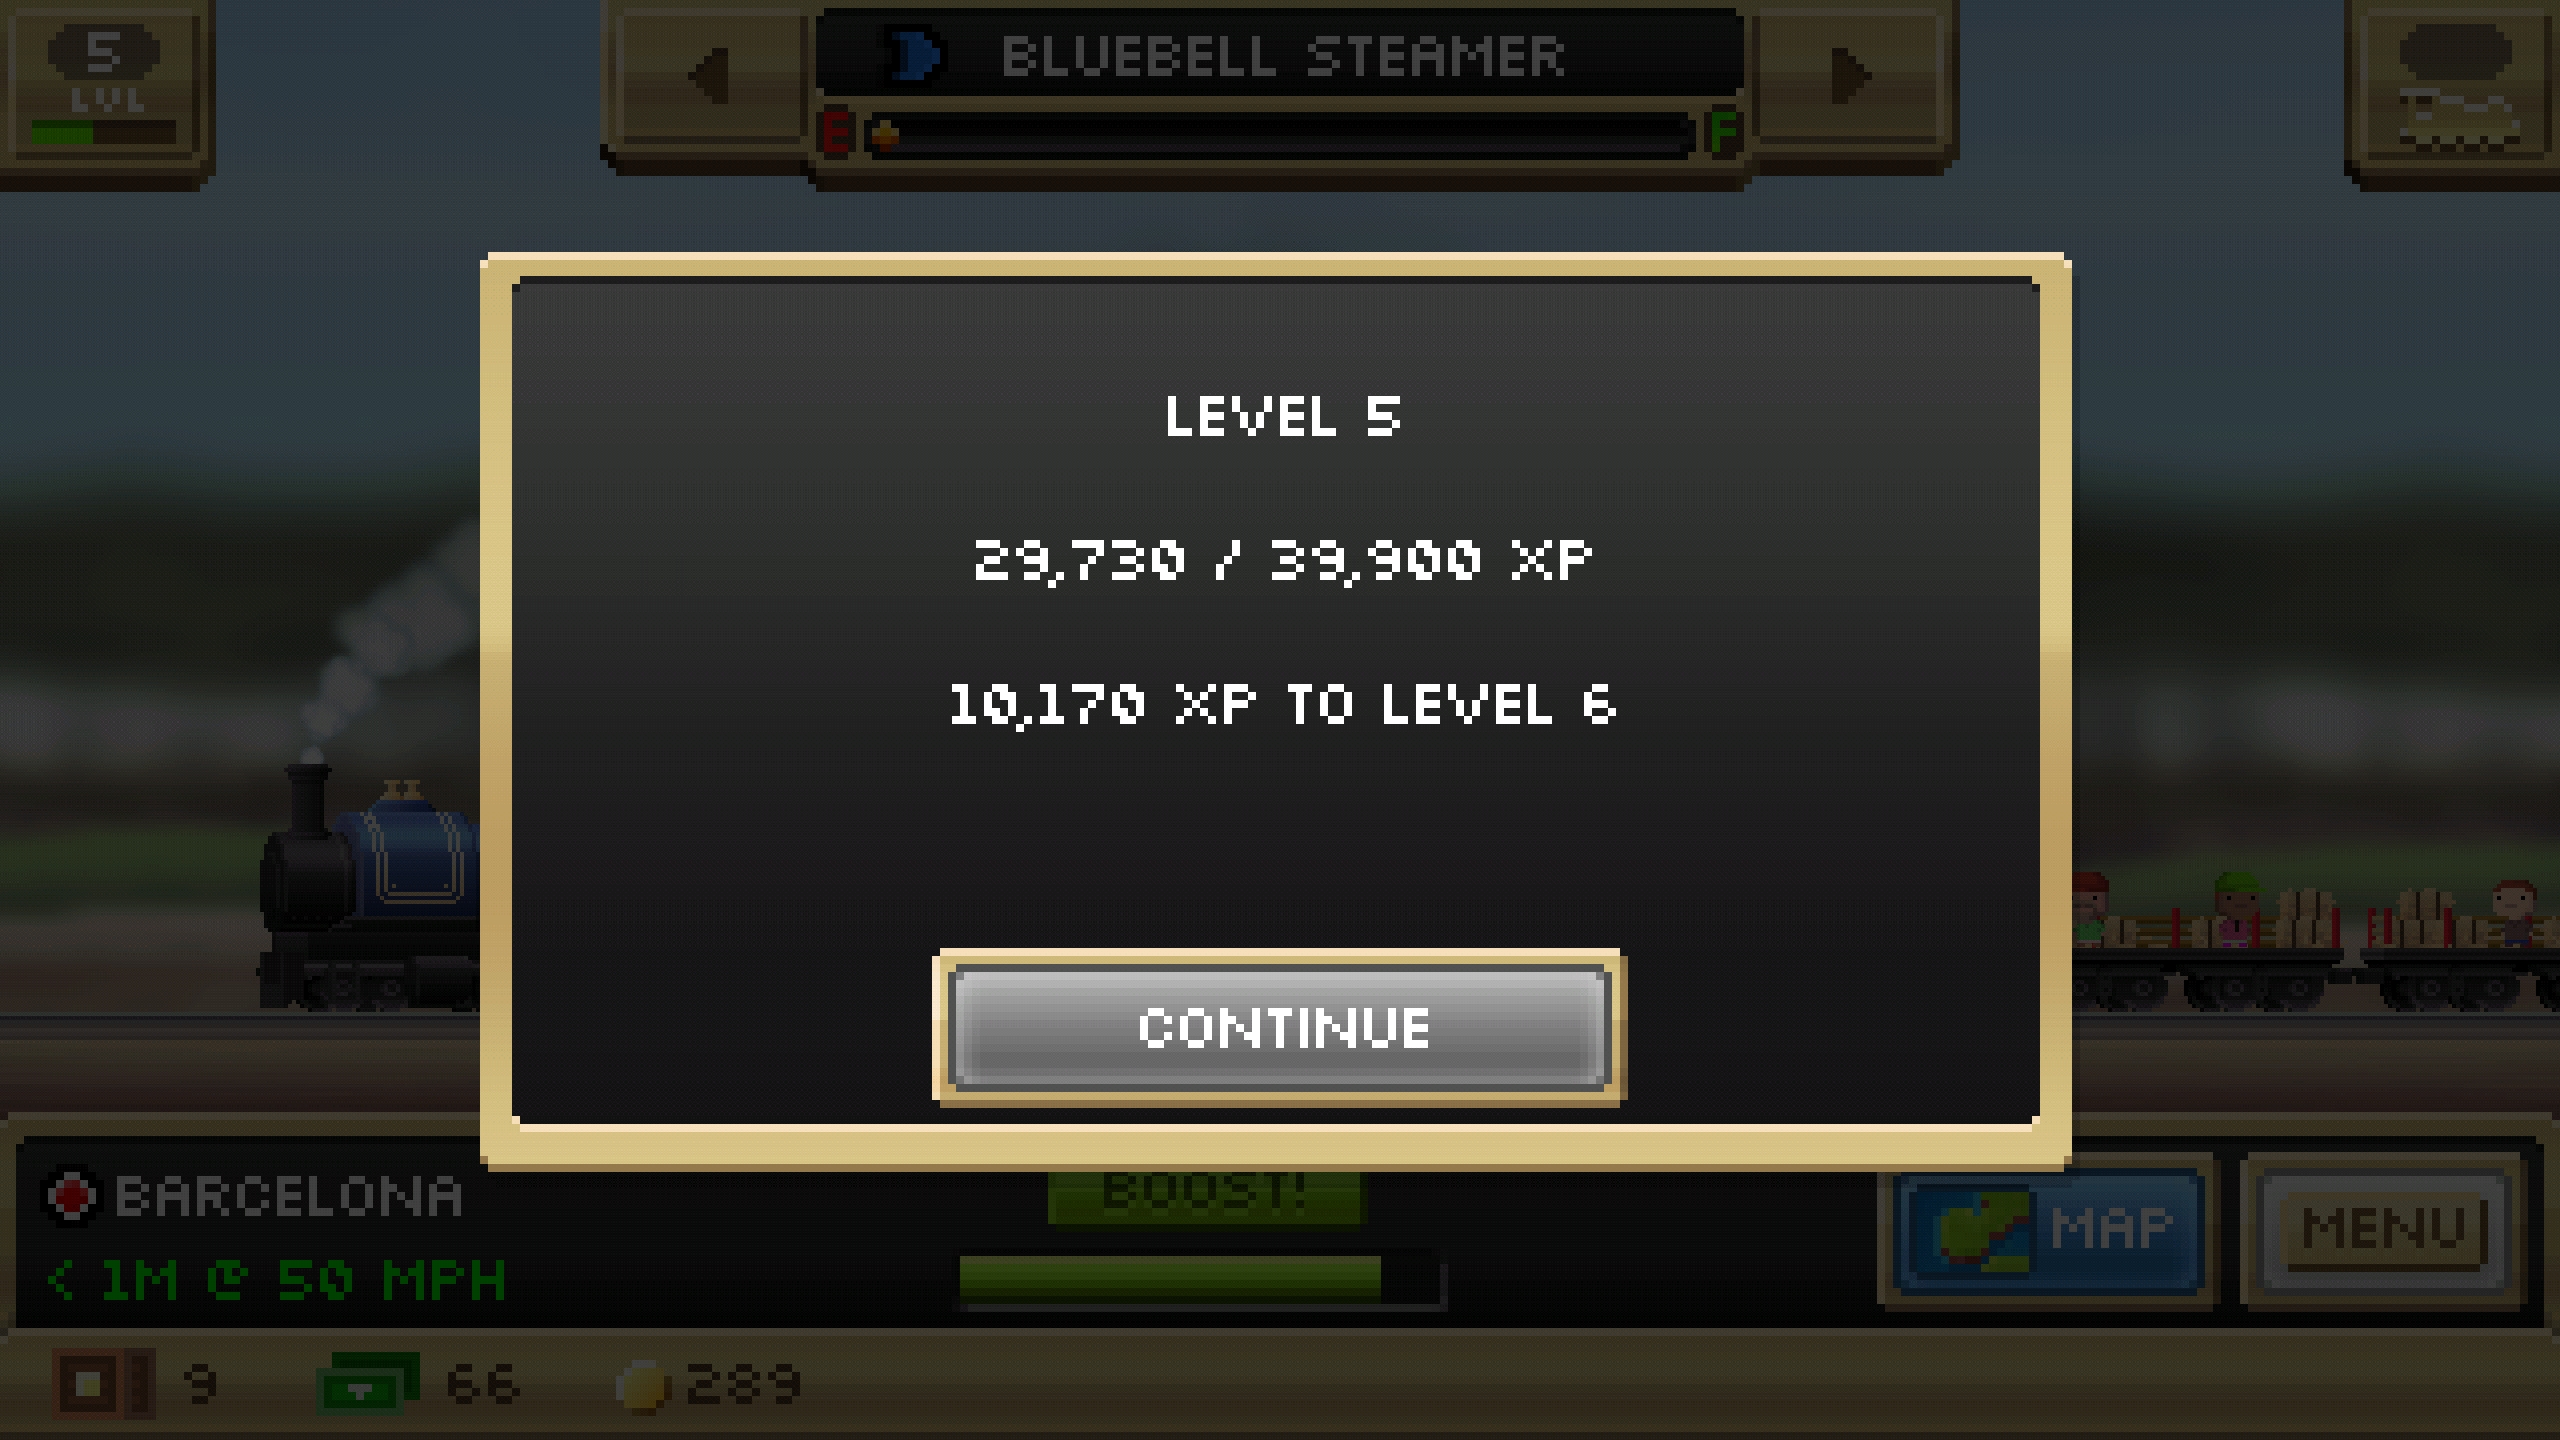 5
LVL
BLUEBELL STEAMER
E
F
LEVEL 5
29,730 / 39,900 XP
10,170 XP TO LEVEL 6
CONTINUE
BARCELONA
< 1M @ 50 MPH
BOOST!
MAP
MENU
9
66
289